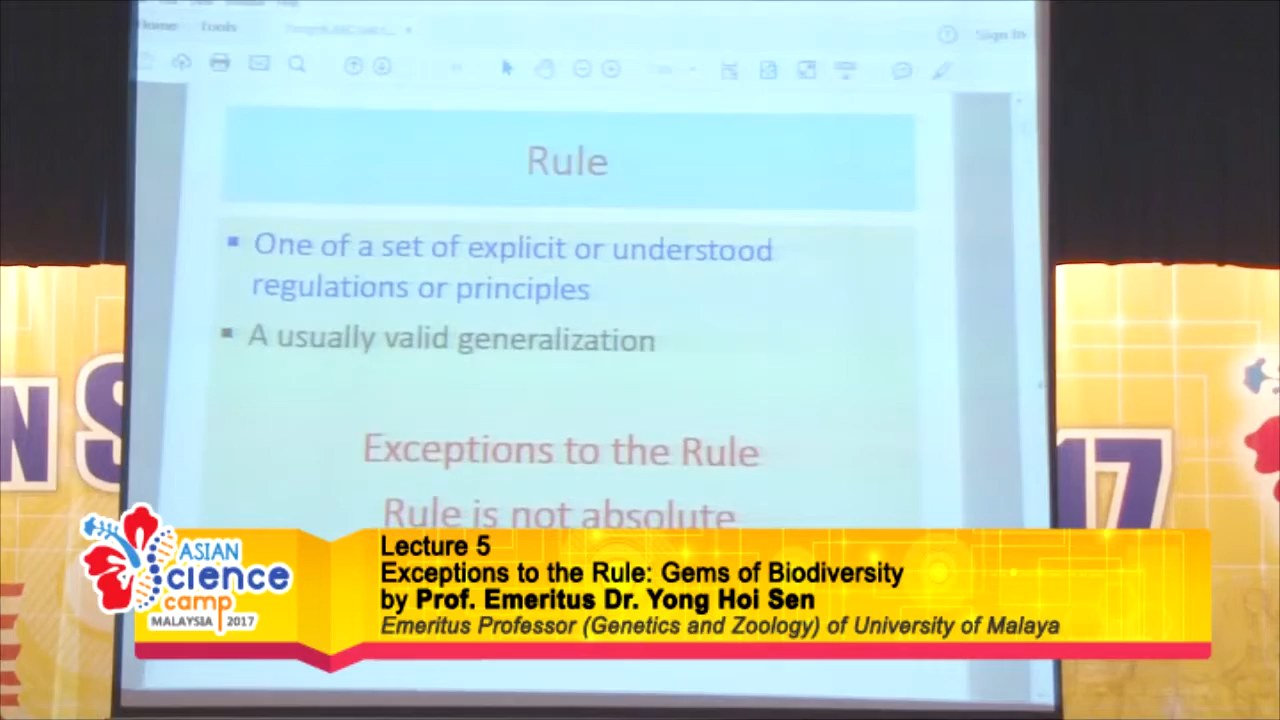 Home Tools
Sign In
Rule
▪ One of a set of explicit or understood
regulations or principles
▪ A usually valid generalization
Exceptions to the Rule
Rule is not absolute
N S
17
ASIAN
science
camp
MALAYSIA 2017
Lecture 5
Exceptions to the Rule: Gems of Biodiversity
by Prof. Emeritus Dr. Yong Hoi Sen
Emeritus Professor (Genetics and Zoology) of University of Malaya